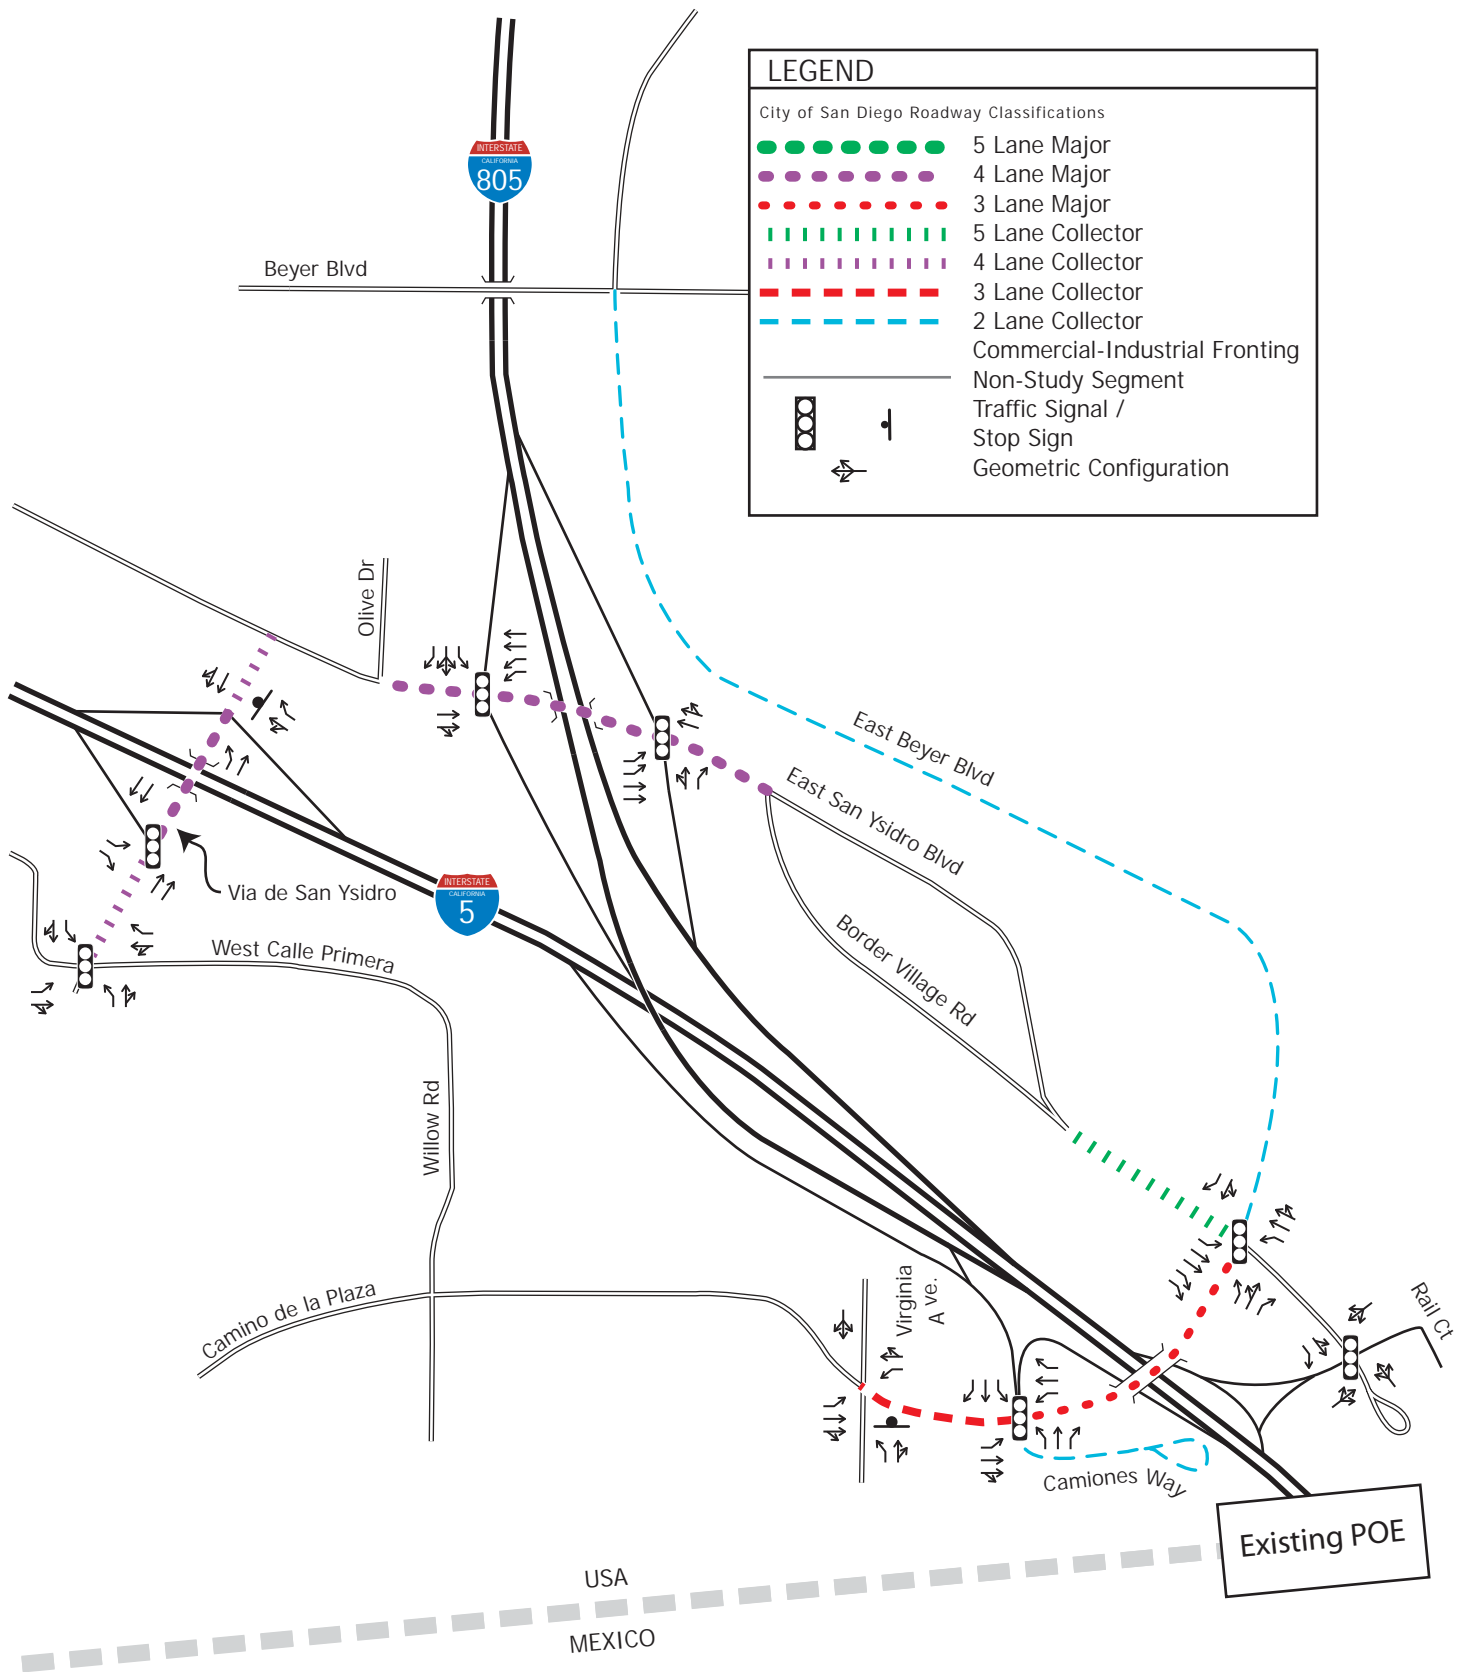 LEGEND
City of San Diego Roadway Classifications
5 Lane Major
4 Lane Major
3 Lane Major
5 Lane Collector
4 Lane Collector
3 Lane Collector
2 Lane Collector
Commercial-Industrial Fronting
Non-Study Segment
Traffic Signal /
Stop Sign
Geometric Configuration
INTERSTATE
CALIFORNIA
805
Beyer Blvd
Olive Dr
East Beyer Blvd
East San Ysidro Blvd
Via de San Ysidro
INTERSTATE
CALIFORNIA
5
West Calle Primera
Border Village Rd
Willow Rd
Camino de la Plaza
Virginia
A ve.
Rail Ct
Camiones Way
Existing POE
USA
MEXICO